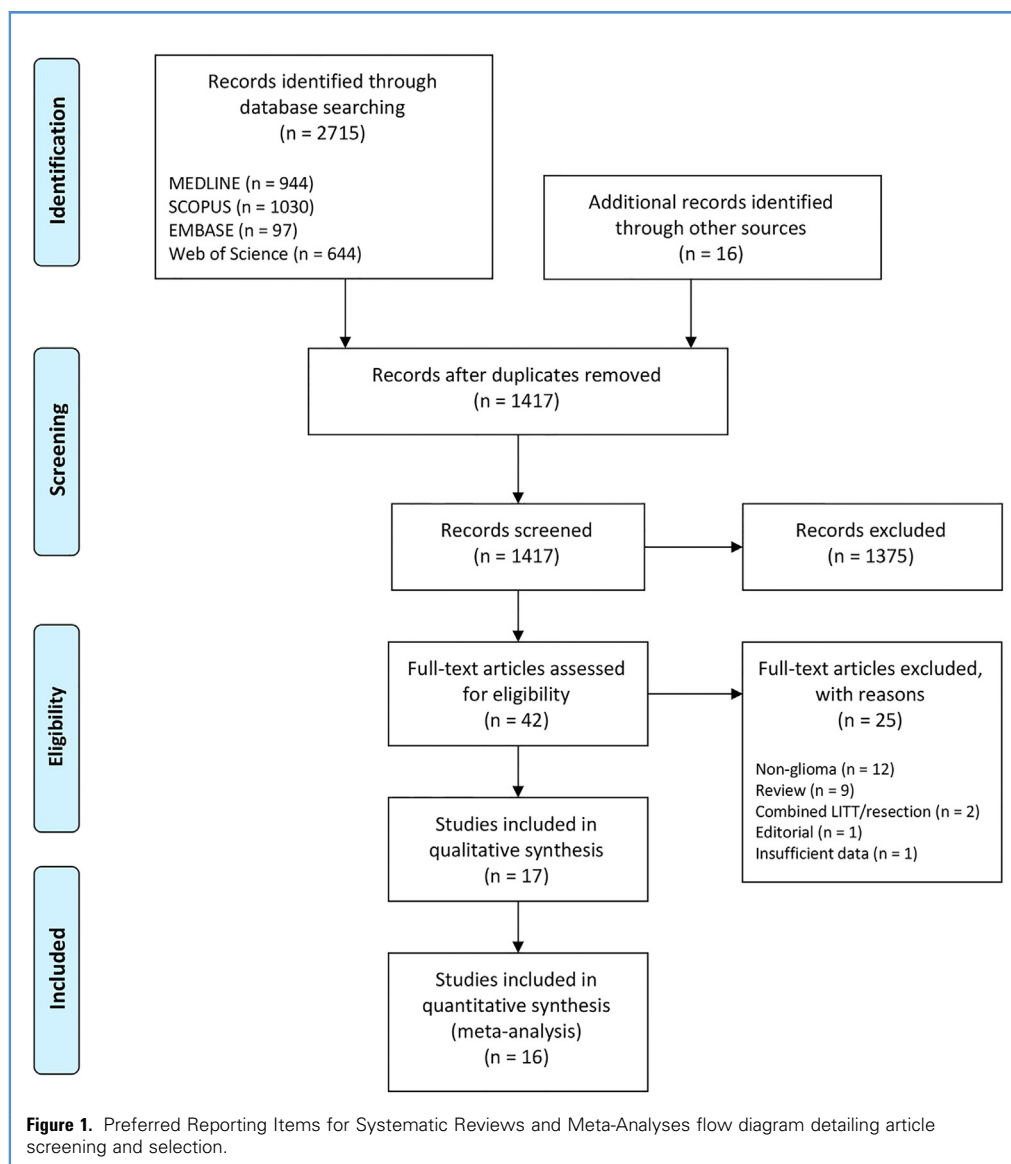 Identification
Records identified through
database searching
(n = 2715)
MEDLINE (n = 944)
SCOPUS (n = 1030)
EMBASE (n = 97)
Web of Science (n = 644)
Additional records identified
through other sources
(n = 16)
Screening
Records after duplicates removed
(n = 1417)
Records screened
(n = 1417)
Records excluded
(n = 1375)
Eligibility
Full-text articles assessed
for eligibility
(n = 42)
Full-text articles excluded,
with reasons
(n = 25)
Non-glioma (n = 12)
Review (n = 9)
Combined LITT/resection (n = 2)
Editorial (n = 1)
Insufficient data (n = 1)
Studies included in
qualitative synthesis
(n = 17)
Included
Studies included in
quantitative synthesis
(meta-analysis)
(n = 16)
Figure 1. Preferred Reporting Items for Systematic Reviews and Meta-Analyses flow diagram detailing article
screening and selection.